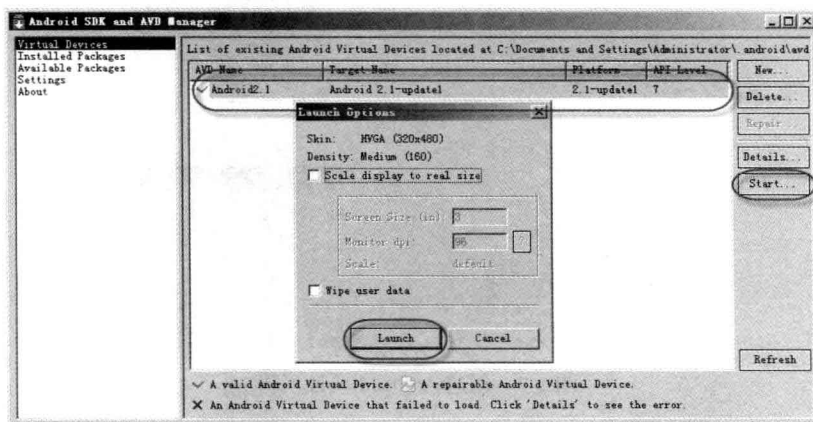 Android SDK and AVD Manager
Virtual Devices
Installed Packages
Available Packages
Settings
About
List of existing Android Virtual Devices located at C:\Documents and Settings\Administrator\.android\avd
AVD Name Target Name Platform API Level
Android2.1 Android 2.1-update1 2.1-update1 7
New...
Delete...
Repair...
Details...
Start...
Refresh
Launch Options
Skin: HVGA (320x480)
Density: Medium (160)
Scale display to real size
Screen Size (in): 3
Monitor dpi: 96 ?
Scale: default
Wipe user data
Launch Cancel
A valid Android Virtual Device. A repairable Android Virtual Device.
An Android Virtual Device that failed to load. Click 'Details' to see the error.